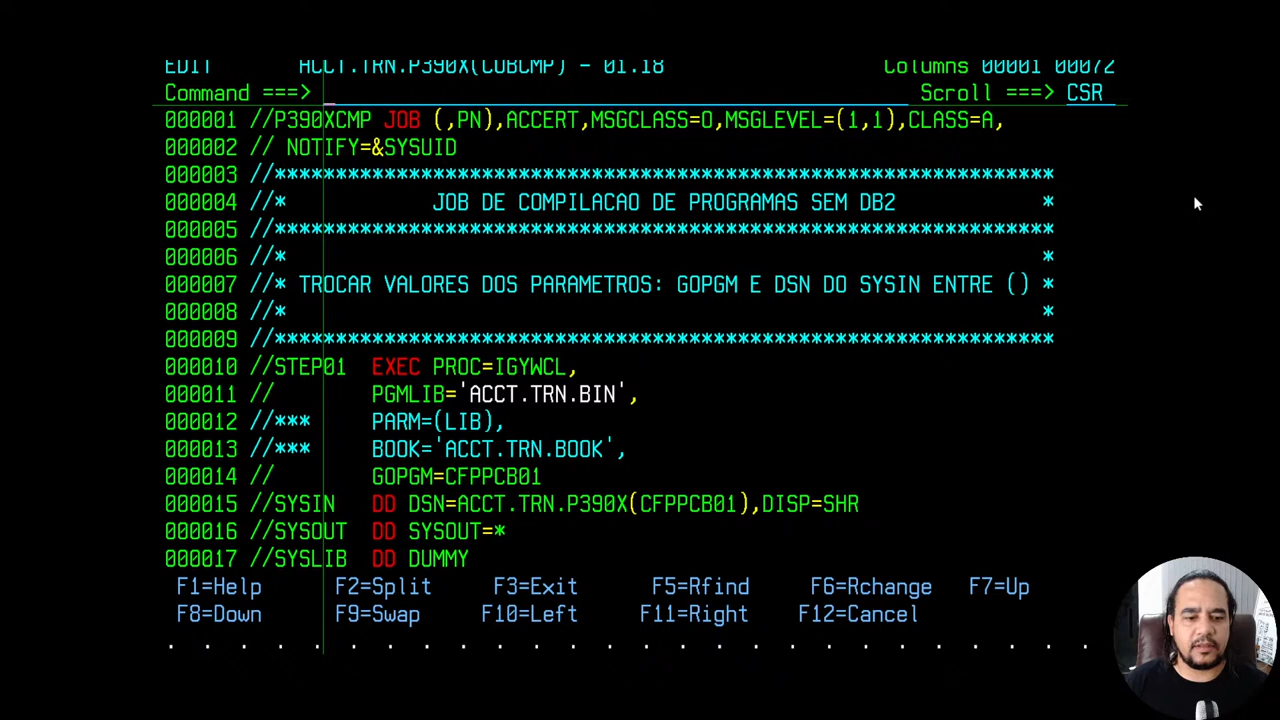 EDIT ACCT.TRN.P390X(COBCMP) - 01.18 Columns 00001 00072
Command ===> _ Scroll ===> CSR
000001 //P390XCMP JOB (,PN),ACCERT,MSGCLASS=O,MSGLEVEL=(1,1),CLASS=A,
000002 // NOTIFY=&SYSUID
000003 //****************************************************************
000004 //* JOB DE COMPILACAO DE PROGRAMAS SEM DB2 *
000005 //****************************************************************
000006 //* *
000007 //* TROCAR VALORES DOS PARAMETROS: GOPGM E DSN DO SYSIN ENTRE () *
000008 //* *
000009 //****************************************************************
000010 //STEP01 EXEC PROC=IGYWCL,
000011 // PGMLIB='ACCT.TRN.BIN',
000012 //*** PARM=(LIB),
000013 //*** BOOK='ACCT.TRN.BOOK',
000014 // GOPGM=CFPPCB01
000015 //SYSIN DD DSN=ACCT.TRN.P390X(CFPPCB01),DISP=SHR
000016 //SYSOUT DD SYSOUT=*
000017 //SYSLIB DD DUMMY
F1=Help F2=Split F3=Exit F5=Rfind F6=Rchange F7=Up
F8=Down F9=Swap F10=Left F11=Right F12=Cancel
. . . . . . . . . . . . . . . . . . . . . . . . . .